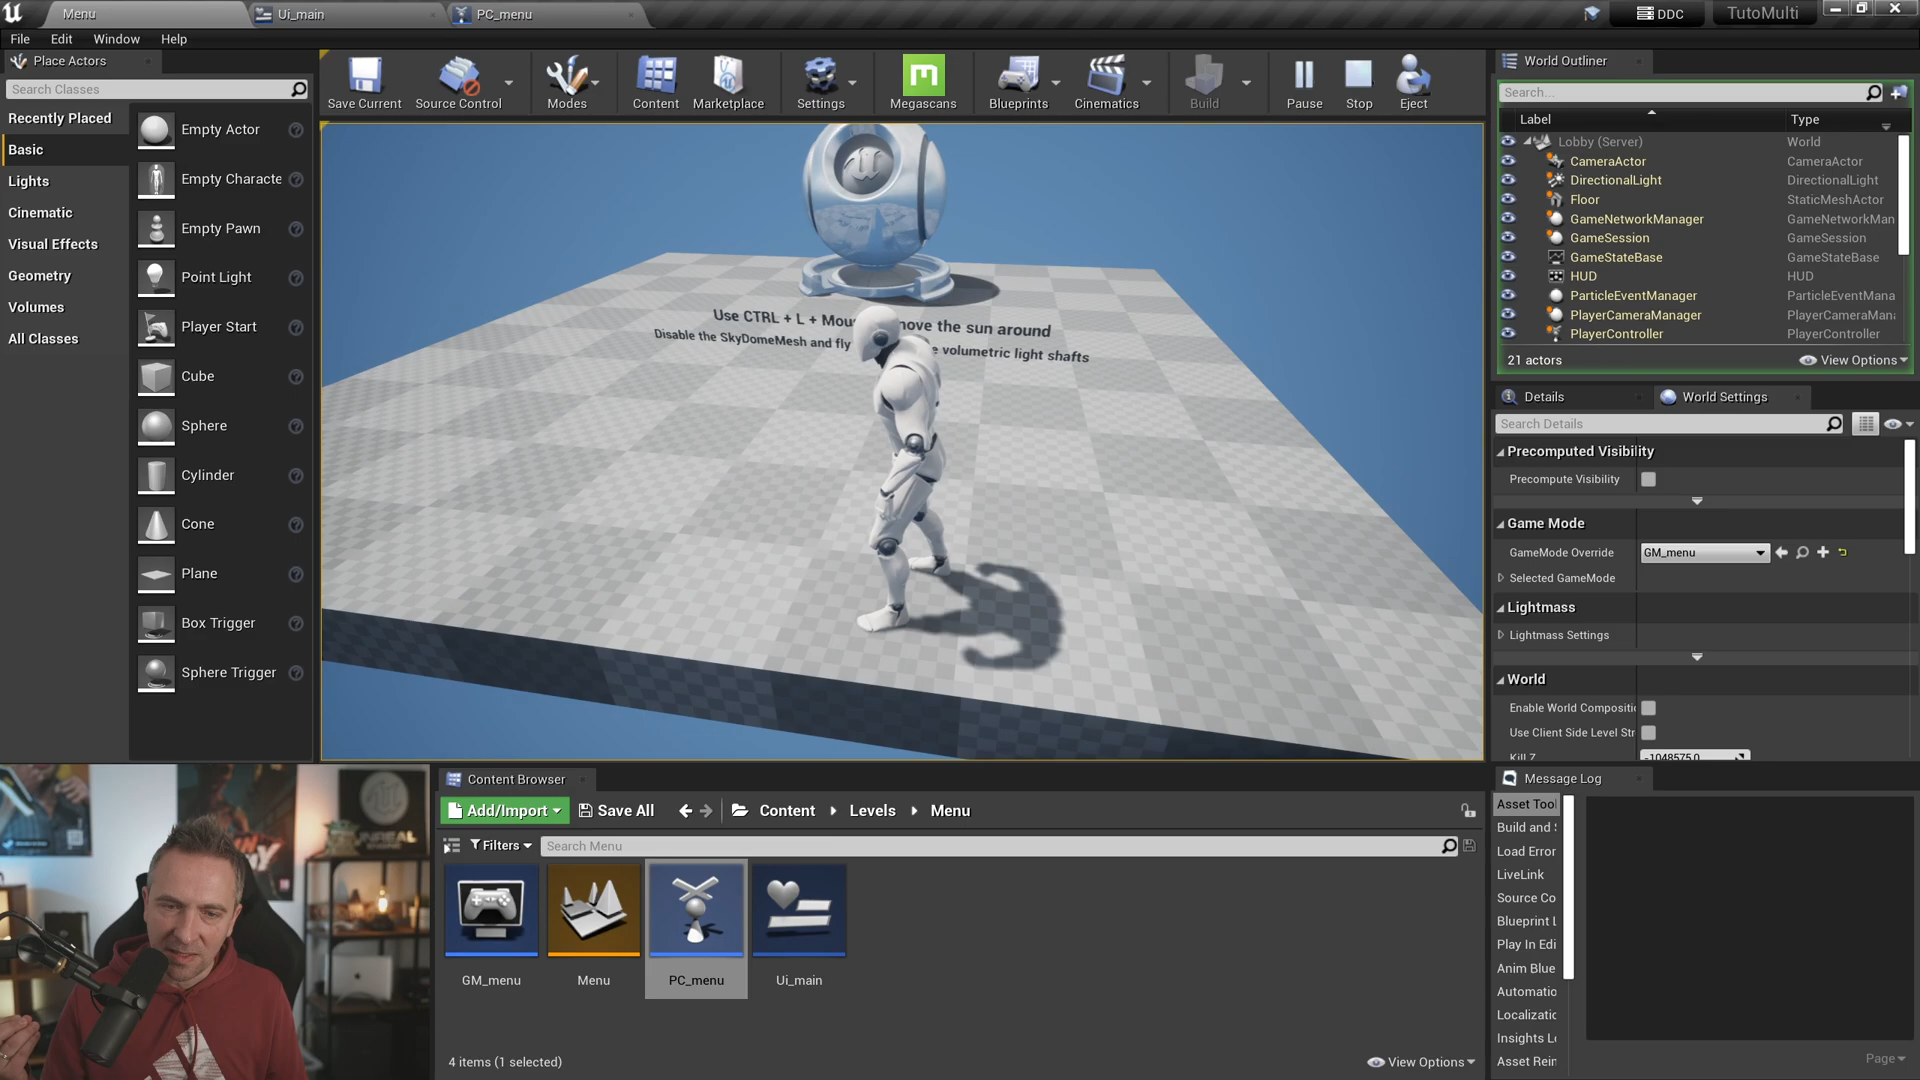 Menu
Ui_main
PC_menu
DDC
TutoMulti
File
Edit
Window
Help
Place Actors
Search Classes
Recently Placed
Basic
Lights
Cinematic
Visual Effects
Geometry
Volumes
All Classes
Empty Actor
Empty Characte
Empty Pawn
Point Light
Player Start
Cube
Sphere
Cylinder
Cone
Plane
Box Trigger
Sphere Trigger
Save Current
Source Control
Modes
Content
Marketplace
Settings
Megascans
Blueprints
Cinematics
Build
Pause
Stop
Eject
Use CTRL + L + Mou move the sun around
Disable the SkyDomeMesh and fly e volumetric light shafts
World Outliner
Search...
Label Type
Lobby (Server) World
CameraActor CameraActor
DirectionalLight DirectionalLight
Floor StaticMeshActor
GameNetworkManager GameNetworkMan
GameSession GameSession
GameStateBase GameStateBase
HUD HUD
ParticleEventManager ParticleEventMana
PlayerCameraManager PlayerCameraMana
PlayerController PlayerController
21 actors
View Options
Details
World Settings
Search Details
Precomputed Visibility
Precompute Visibility
Game Mode
GameMode Override GM_menu
Selected GameMode
Lightmass
Lightmass Settings
World
Enable World Compositi
Use Client Side Level Str
Kill Z -1048575.0
Content Browser
Add/Import
Save All
Content
Levels
Menu
Filters
Search Menu
GM_menu
Menu
PC_menu
Ui_main
4 items (1 selected)
View Options
Message Log
Asset Tool
Build and S
Load Error
LiveLink
Source Co
Blueprint L
Play In Edi
Anim Blue
Automatio
Localizatio
Insights Lo
Asset Rein
Page